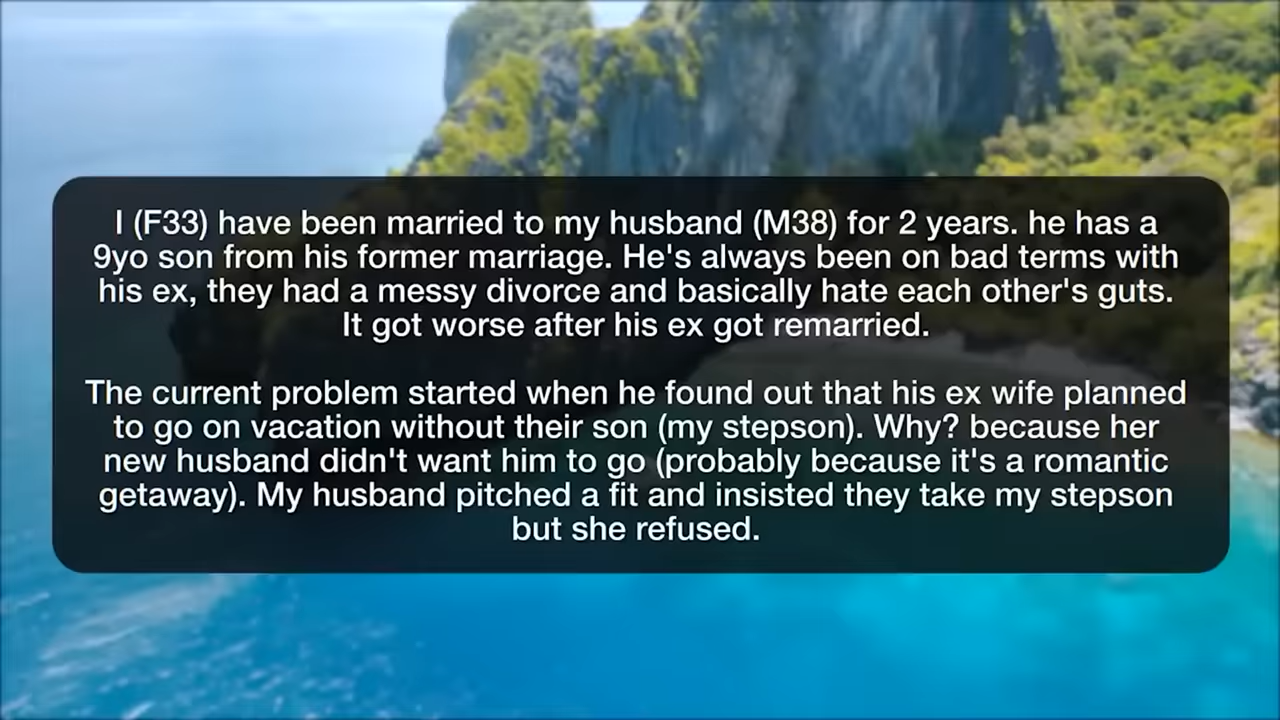 I (F33) have been married to my husband (M38) for 2 years. he has a
9yo son from his former marriage. He's always been on bad terms with
his ex, they had a messy divorce and basically hate each other's guts.
It got worse after his ex got remarried.
The current problem started when he found out that his ex wife planned
to go on vacation without their son (my stepson). Why? because her
new husband didn't want him to go (probably because it's a romantic
getaway). My husband pitched a fit and insisted they take my stepson
but she refused.